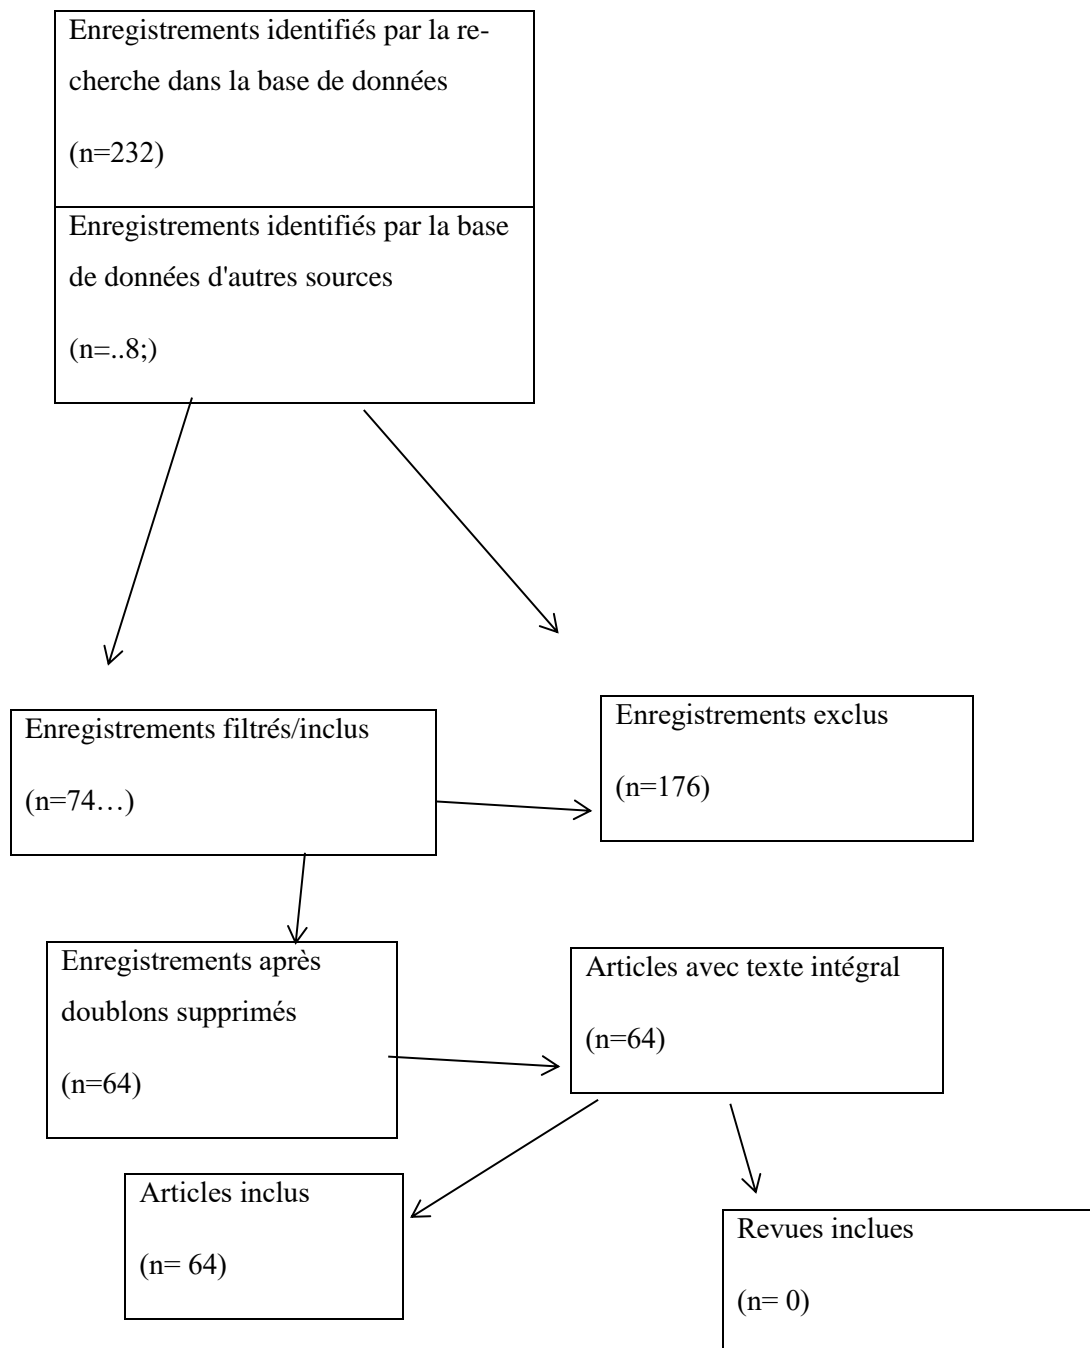 Enregistrements identifiés par la re-
cherche dans la base de données
(n=232)
Enregistrements identifiés par la base
de données d'autres sources
(n=..8;)
Enregistrements filtrés/inclus
(n=74…)
Enregistrements exclus
(n=176)
Enregistrements après
doublons supprimés
(n=64)
Articles avec texte intégral
(n=64)
Articles inclus
(n= 64)
Revues inclues
(n= 0)